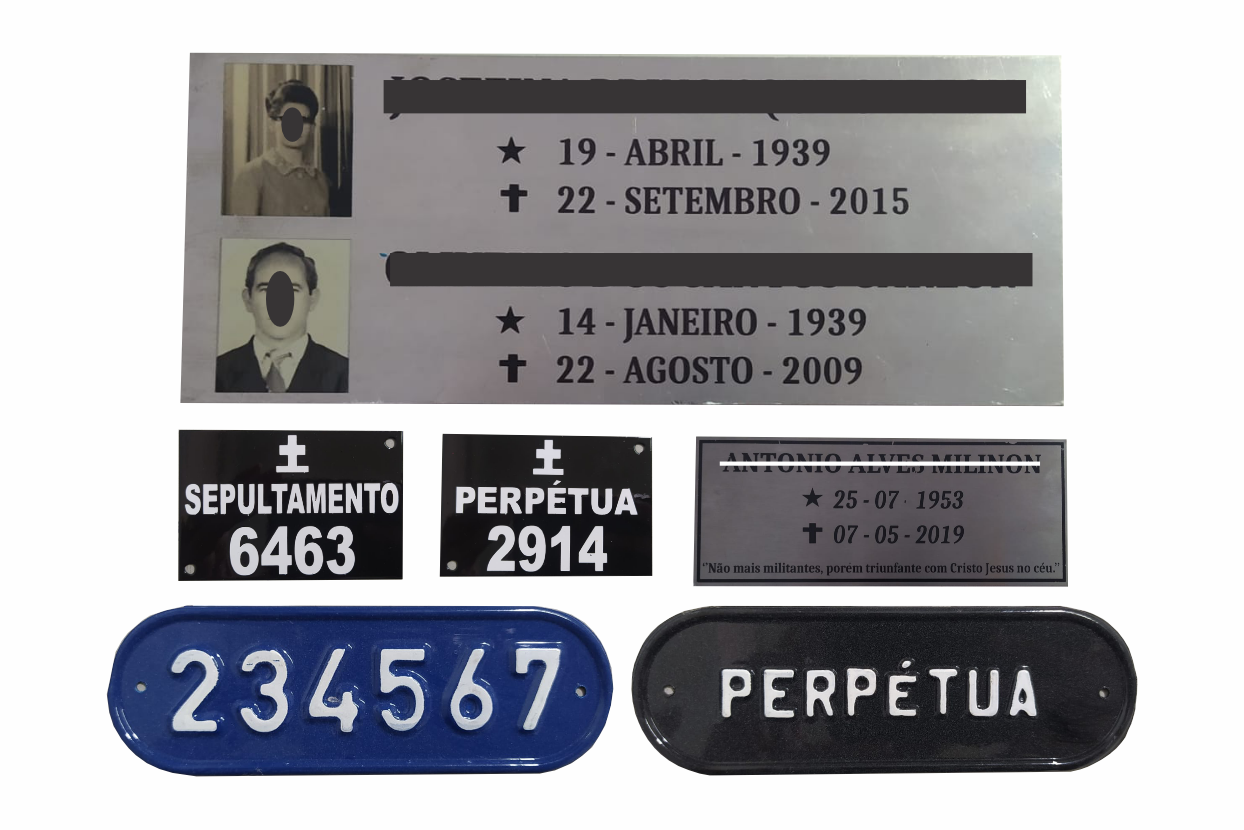 ★ 19 - ABRIL - 1939
✝ 22 - SETEMBRO - 2015
★ 14 - JANEIRO - 1939
✝ 22 - AGOSTO - 2009
SEPULTAMENTO
6463
PERPÉTUA
2914
ANTONIO ALVES MILINON
★ 25-07-1953
✝ 07-05-2019
"Não mais militantes, porém triunfante com Cristo Jesus no céu."
234567
PERPÉTUA